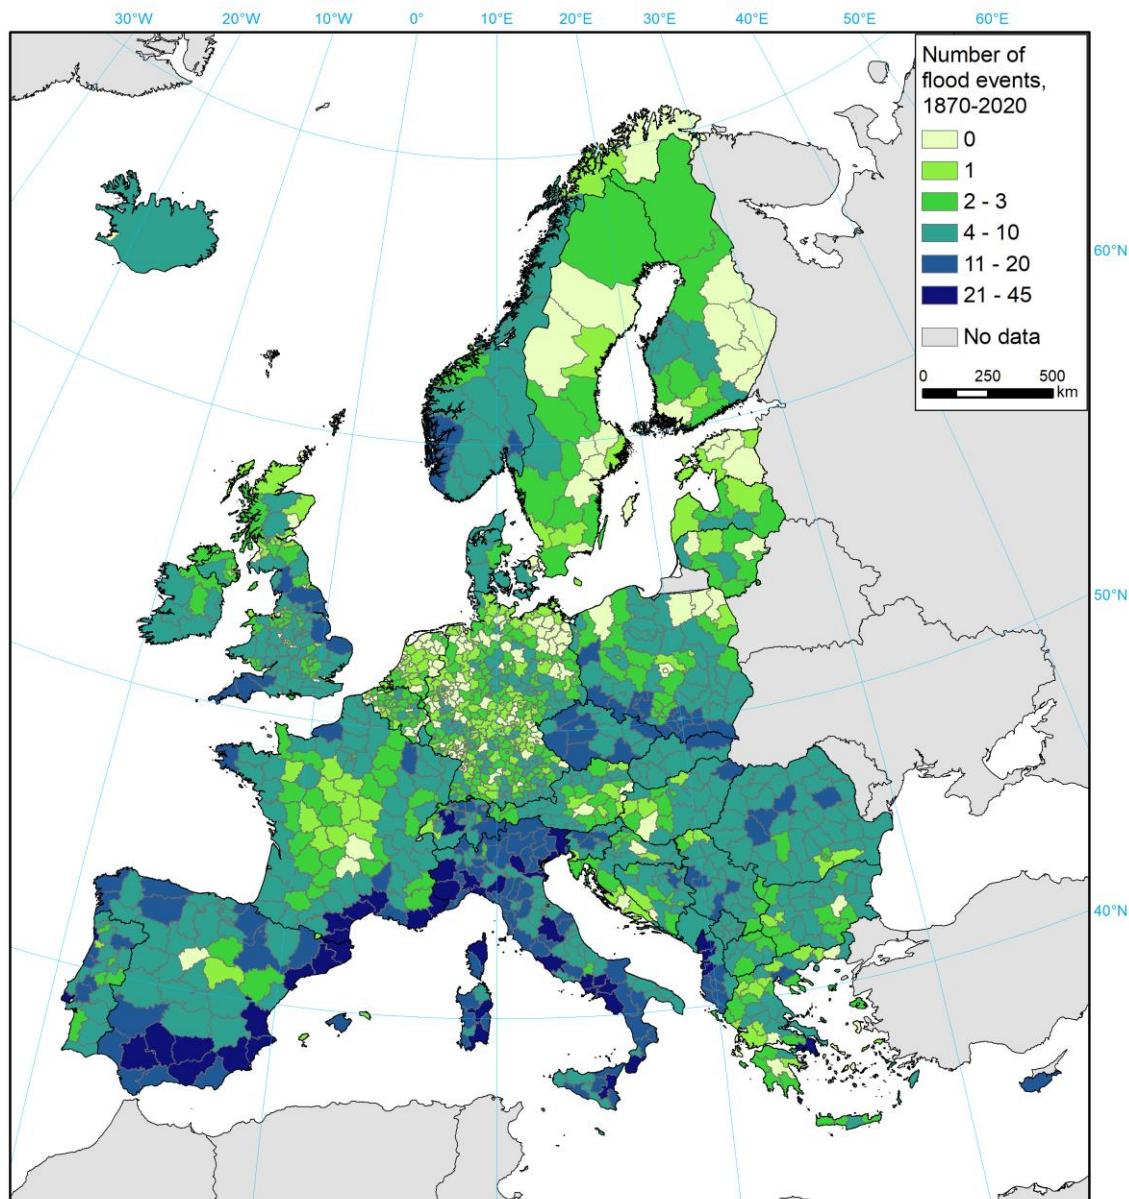 30°W 20°W 10°W 0° 10°E 20°E 30°E 40°E 50°E 60°E
Number of
flood events,
1870-2020
0
1
2 - 3
4 - 10
11 - 20
21 - 45
No data
0 250 500
km
60°N
50°N
40°N